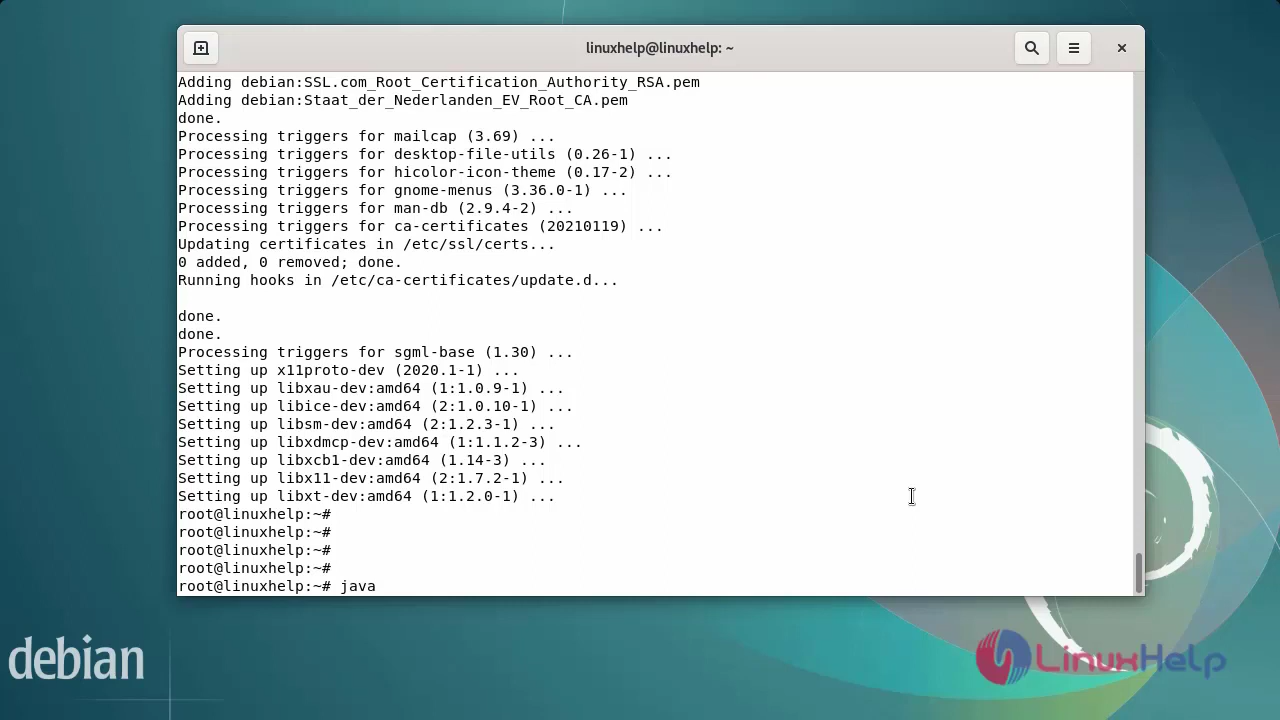 linuxhelp@linuxhelp: ~
Adding debian:SSL.com_Root_Certification_Authority_RSA.pem
Adding debian:Staat_der_Nederlanden_EV_Root_CA.pem
done.
Processing triggers for mailcap (3.69) ...
Processing triggers for desktop-file-utils (0.26-1) ...
Processing triggers for hicolor-icon-theme (0.17-2) ...
Processing triggers for gnome-menus (3.36.0-1) ...
Processing triggers for man-db (2.9.4-2) ...
Processing triggers for ca-certificates (20210119) ...
Updating certificates in /etc/ssl/certs...
0 added, 0 removed; done.
Running hooks in /etc/ca-certificates/update.d...

done.
done.
Processing triggers for sgml-base (1.30) ...
Setting up x11proto-dev (2020.1-1) ...
Setting up libxau-dev:amd64 (1:1.0.9-1) ...
Setting up libice-dev:amd64 (2:1.0.10-1) ...
Setting up libsm-dev:amd64 (2:1.2.3-1) ...
Setting up libxdmcp-dev:amd64 (1:1.1.2-3) ...
Setting up libxcb1-dev:amd64 (1.14-3) ...
Setting up libx11-dev:amd64 (2:1.7.2-1) ...
Setting up libxt-dev:amd64 (1:1.2.0-1) ...
root@linuxhelp:~#
root@linuxhelp:~#
root@linuxhelp:~#
root@linuxhelp:~#
root@linuxhelp:~# java
debian
LinuxHelp